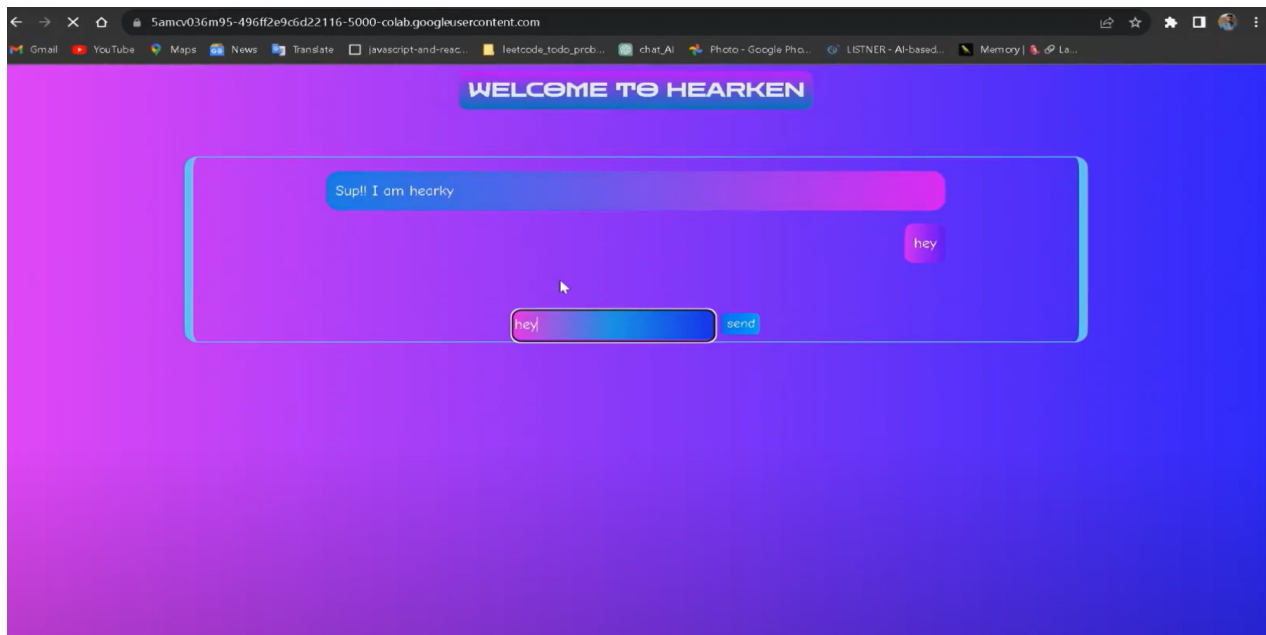 5amcv036m95-496ff2e9c6d22116-5000-colab.googleusercontent.com
Gmail YouTube Maps News Translate javascript-and-reac... leetcode_todo_prob... chat_AI Photo - Google Pho... LISTNER - AI-based... Memory | La...
WELCOME TO HEARKEN
Sup!! I am hearky
hey
hey send